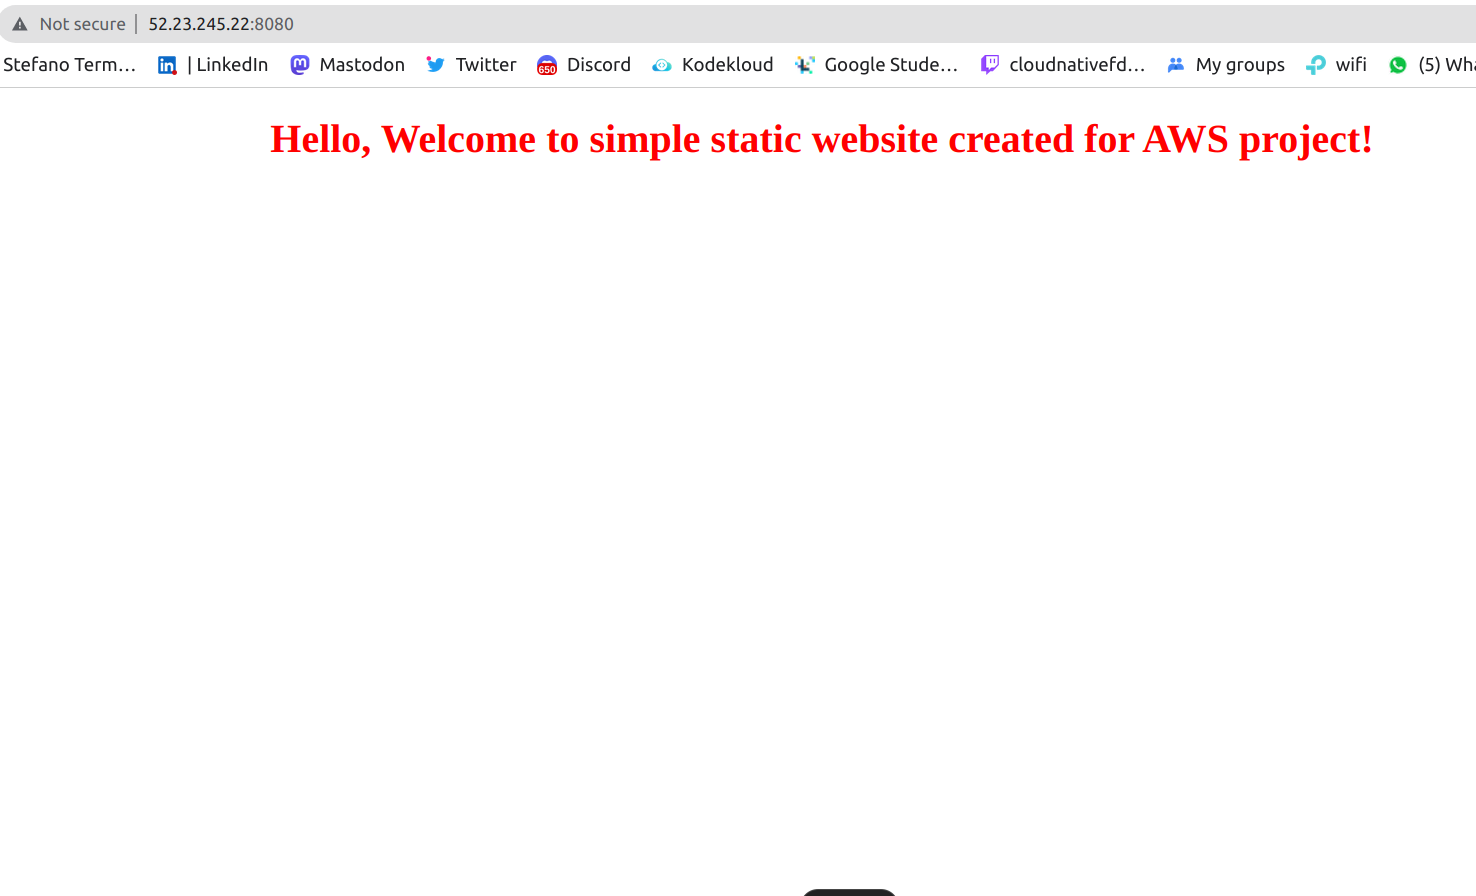 Not secure | 52.23.245.22:8080
Stefano Term... in | LinkedIn Mastodon Twitter 650 Discord Kodekloud Google Stude... cloudnativefd... My groups wifi (5) Wha
Hello, Welcome to simple static website created for AWS project!